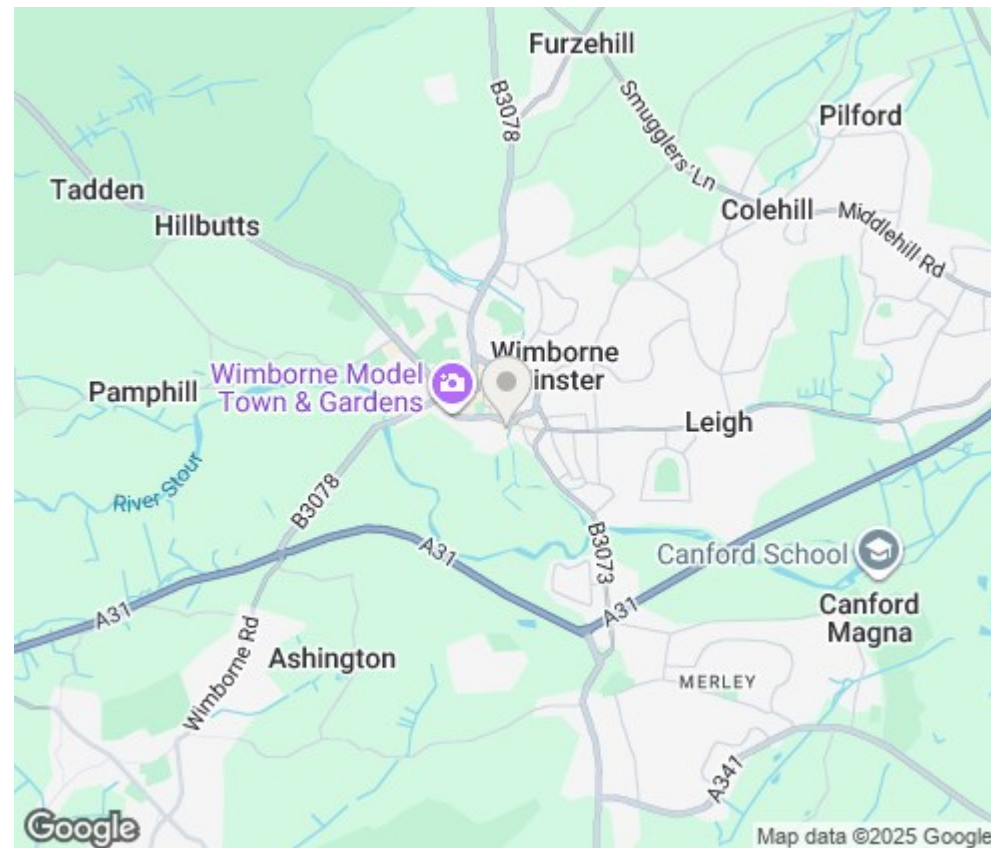 Furzehill
B3078
Smugglers' Ln
Pilford
Tadden
Colehill
Middlehill Rd
Hillbutts
Wimborne
inster
Wimborne Model
Town & Gardens
Pamphill
Leigh
River Stour
B3078
B3073
A31
Canford School
A31
A31
Canford
Magna
Wimborne Rd
Ashington
MERLEY
A341
Google
Map data ©2025 Google